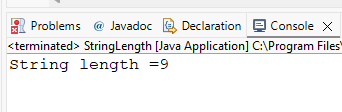 Problems @ Javadoc Declaration Console
<terminated> StringLength [Java Application] C:\Program Files\
String length =9